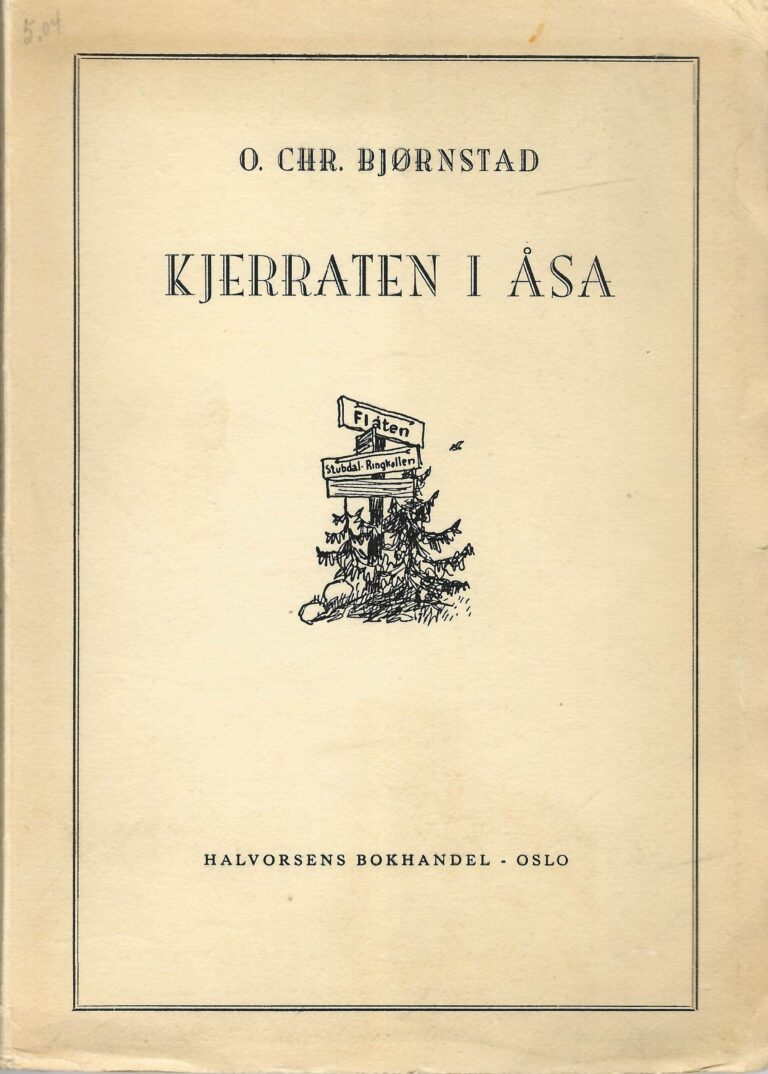 5,04
O. CHR. BJØRNSTAD
KJERRATEN I ÅSA
Flåten
Stubdal-Ringkollen
HALVORSENS BOKHANDEL - OSLO